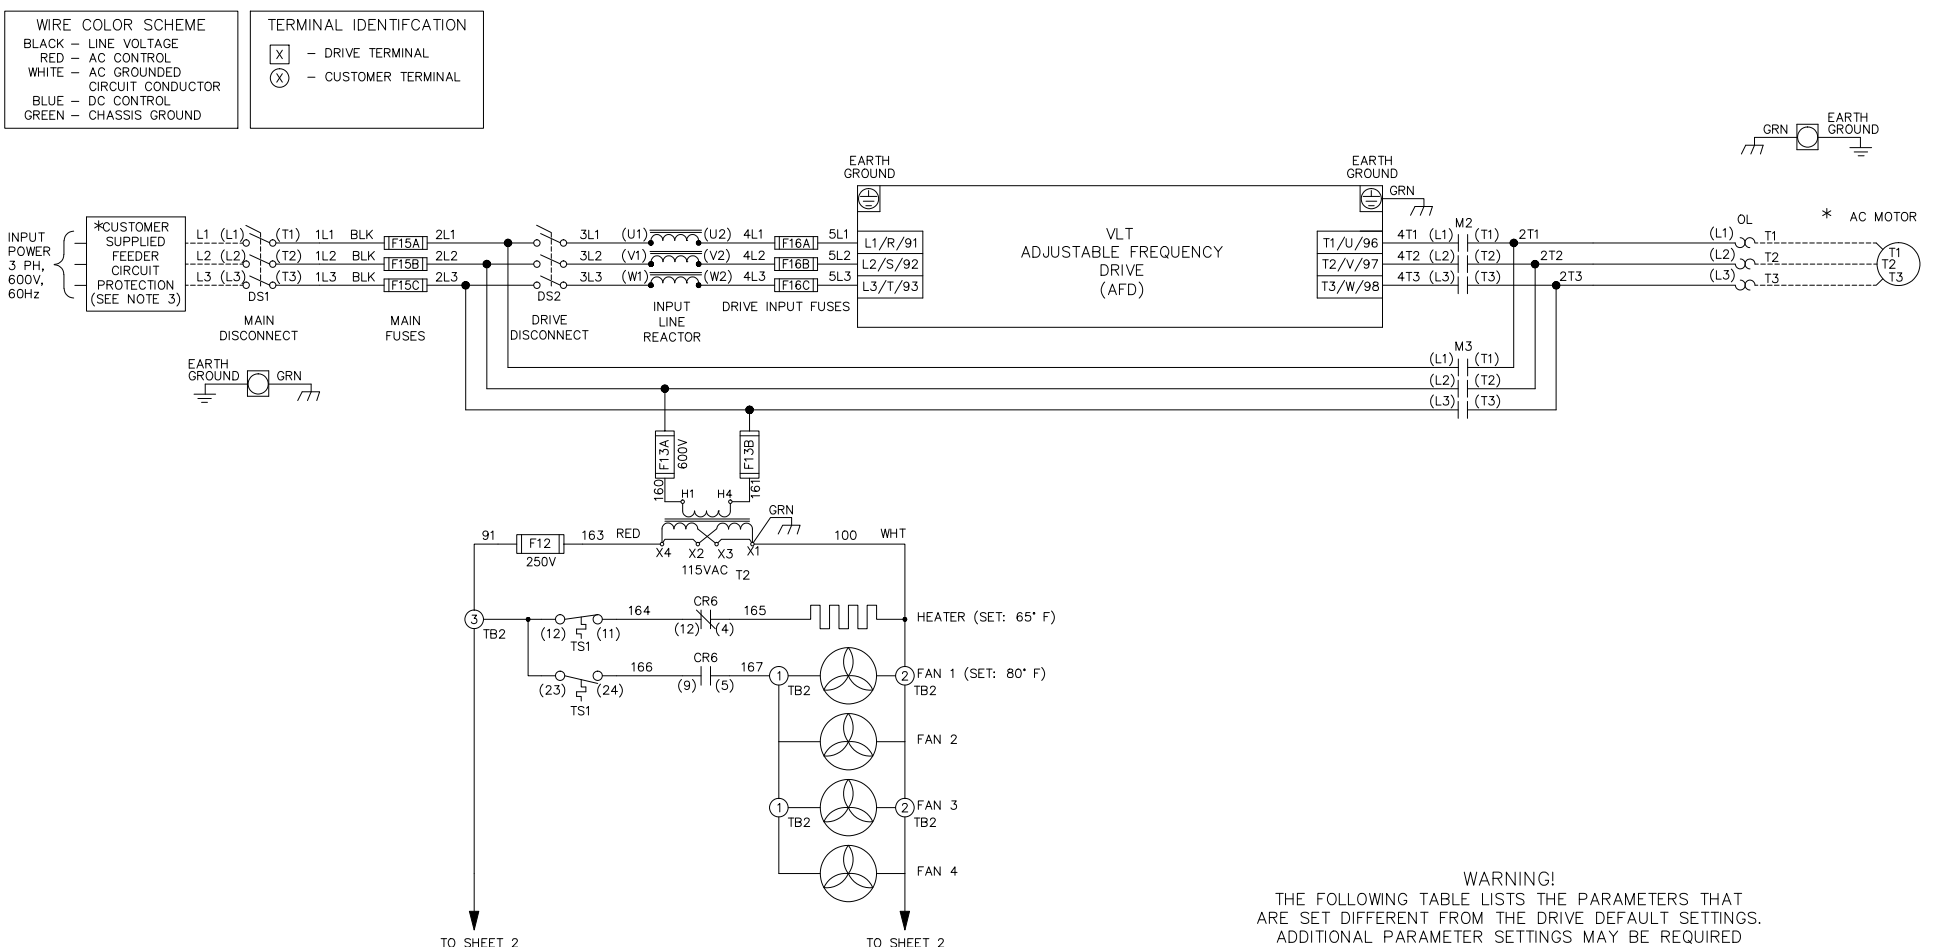 WIRE COLOR SCHEME
BLACK – LINE VOLTAGE
RED – AC CONTROL
WHITE – AC GROUNDED
CIRCUIT CONDUCTOR
BLUE – DC CONTROL
GREEN – CHASSIS GROUND
TERMINAL IDENTIFCATION
X – DRIVE TERMINAL
X – CUSTOMER TERMINAL
GRN
EARTH
GROUND
INPUT
POWER
3 PH,
600V,
60Hz
*CUSTOMER
SUPPLIED
FEEDER
CIRCUIT
PROTECTION
(SEE NOTE 3)
L1 (L1) (T1) 1L1 BLK F15A 2L1
L2 (L2) (T2) 1L2 BLK F15B 2L2
L3 (L3) (T3) 1L3 BLK F15C 2L3
DS1
MAIN
DISCONNECT
MAIN
FUSES
3L1 (U1) (U2) 4L1 F16A 5L1
3L2 (V1) (V2) 4L2 F16B 5L2
3L3 (W1) (W2) 4L3 F16C 5L3
DS2
DRIVE
DISCONNECT
INPUT
LINE
REACTOR
DRIVE INPUT FUSES
EARTH
GROUND
L1/R/91
L2/S/92
L3/T/93
VLT
ADJUSTABLE FREQUENCY
DRIVE
(AFD)
EARTH
GROUND
GRN
T1/U/96
T2/V/97
T3/W/98
M2
4T1 (L1) (T1) 2T1
4T2 (L2) (T2) 2T2
4T3 (L3) (T3) 2T3
OL
(L1) T1
(L2) T2
(L3) T3
* AC MOTOR
T1
T2
T3
M3
(L1) (T1)
(L2) (T2)
(L3) (T3)
EARTH
GROUND
GRN
F13A
600V
F13B
160
161
H1 H4
GRN
91
F12
250V
163 RED
X4 X2 X3 X1
115VAC T2
100 WHT
3
TB2
(12) (11)
TS1
164
CR6
(12) (4)
165
HEATER (SET: 65° F)
(23) (24)
TS1
166
CR6
(9) (5)
167
1
TB2
2
TB2
FAN 1 (SET: 80° F)
FAN 2
1
TB2
2
TB2
FAN 3
FAN 4
TO SHEET 2
TO SHEET 2
WARNING!
THE FOLLOWING TABLE LISTS THE PARAMETERS THAT
ARE SET DIFFERENT FROM THE DRIVE DEFAULT SETTINGS.
ADDITIONAL PARAMETER SETTINGS MAY BE REQUIRED